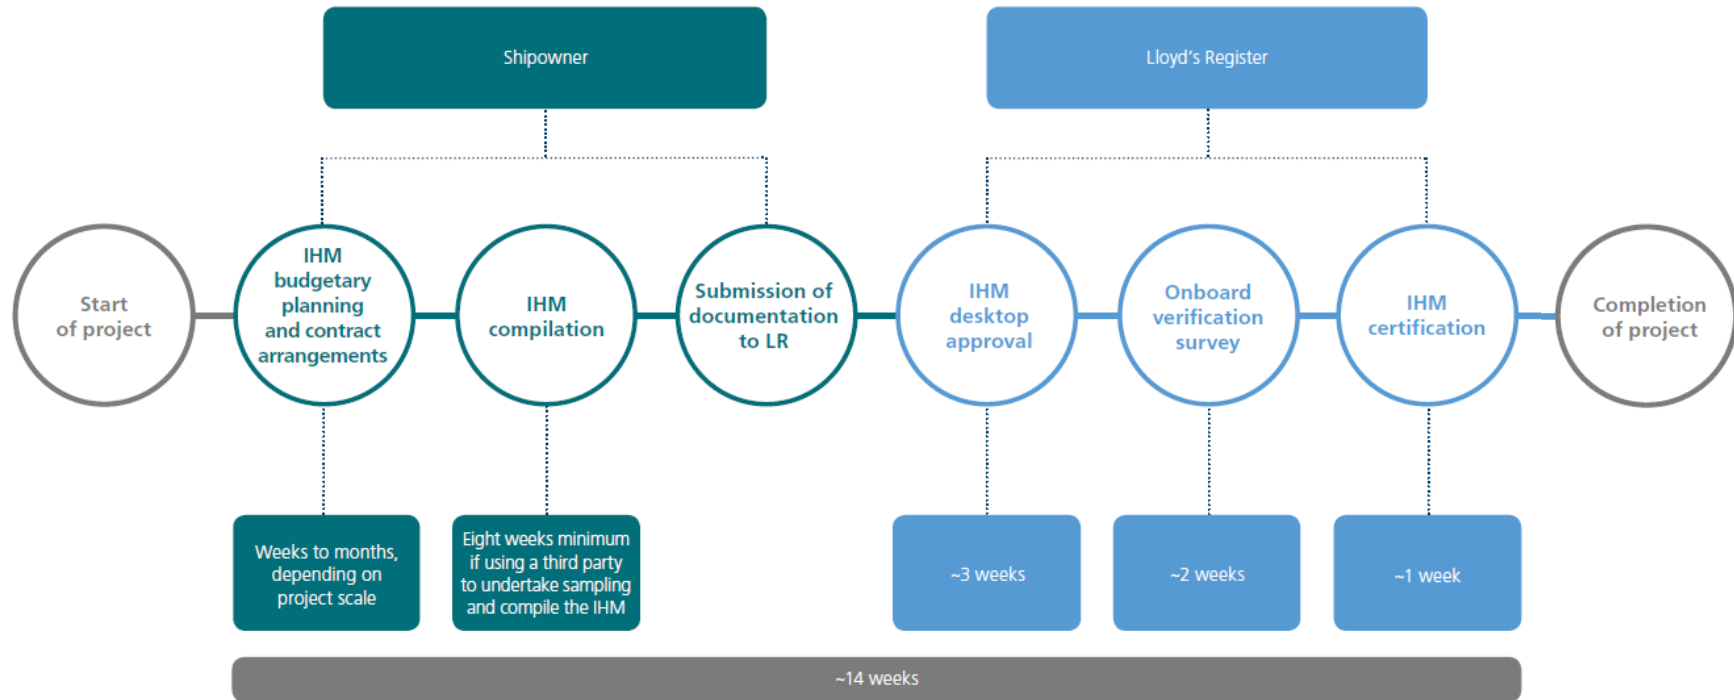 Shipowner
Lloyd's Register
Start
of project
IHM
budgetary
planning
and contract
arrangements
IHM
compilation
Submission of
documentation
to LR
IHM
desktop
approval
Onboard
verification
survey
IHM
certification
Completion
of project
Weeks to months,
depending on
project scale
Eight weeks minimum
if using a third party
to undertake sampling
and compile the IHM
~3 weeks
~2 weeks
~1 week
~14 weeks